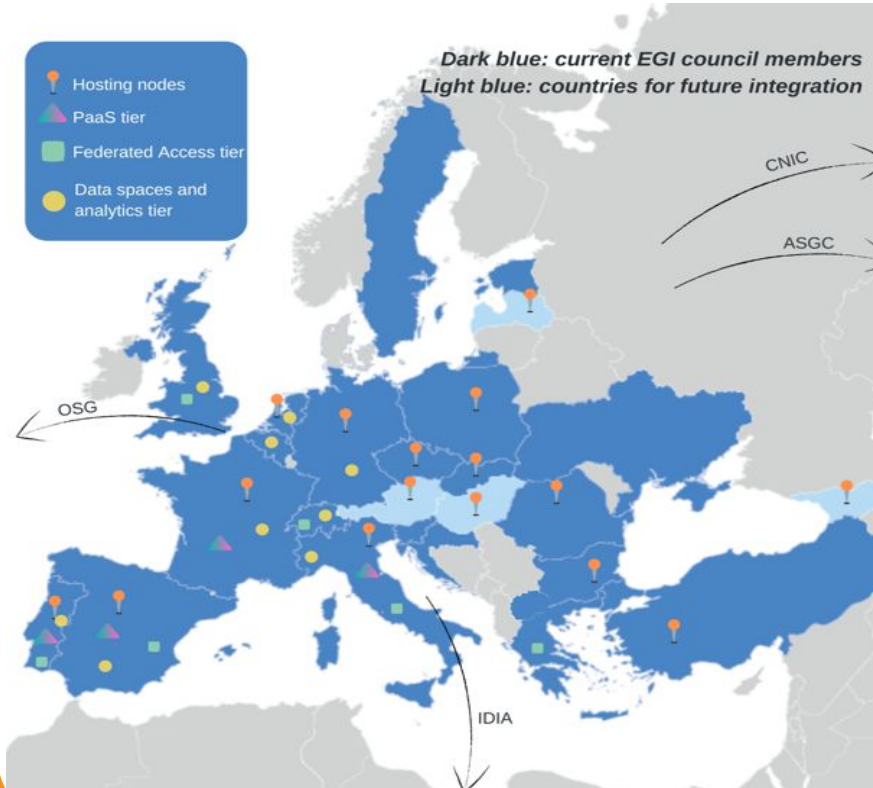 Dark blue: current EGI council members
Light blue: countries for future integration
Hosting nodes
PaaS tier
Federated Access tier
Data spaces and
analytics tier
CNIC
ASGC
OSG
IDIA